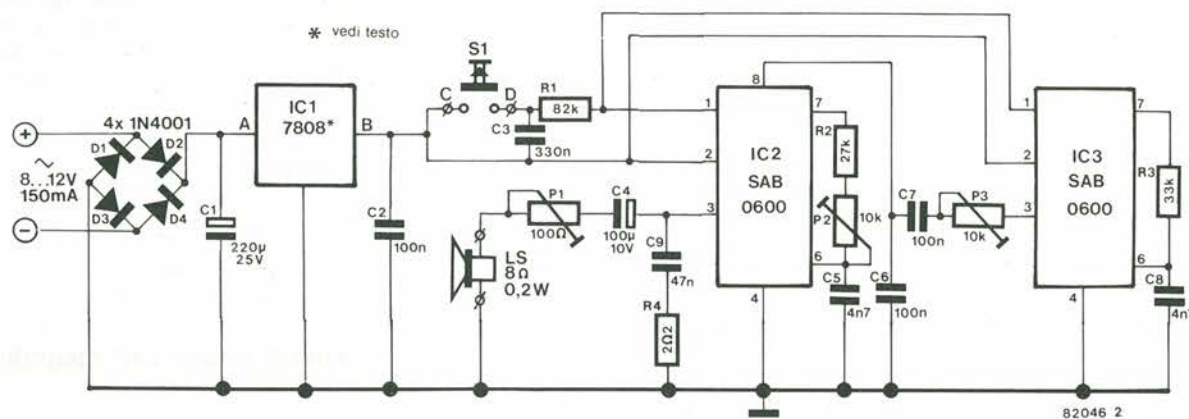 * vedi testo
S1
C
D
R1
82k
8
1
7
1
7
4x 1N4001
IC1
7808*
A
B
C3
330n
R2
27k
D1
D2
2
IC2
SAB
0600
2
IC3
SAB
0600
R3
33k
~
8...12V
150mA
D3
D4
P1
100Ω
C4
100µ
10V
3
P2
10k
C7
100n
P3
10k
3
C1
220µ
25V
C2
100n
LS
8Ω
0,2W
C9
47n
6
C5
4n7
C6
100n
6
C8
4n7
4
4
R4
2Ω2
82046 2